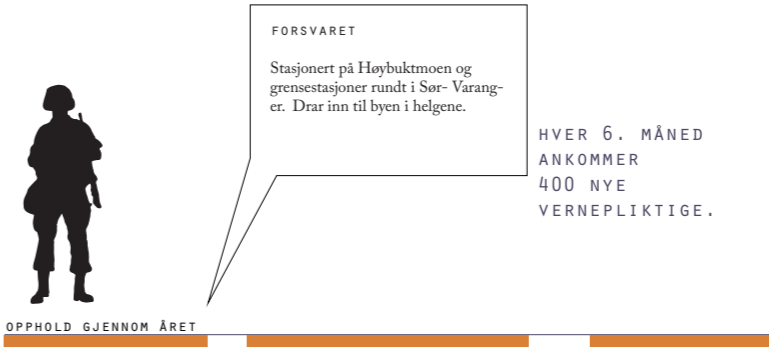 FORSVARET
Stasjonert på Høybuktmoen og
grensestasjoner rundt i Sør- Varang-
er. Drar inn til byen i helgene.
HVER 6. MÅNED
ANKOMMER
400 NYE
VERNEPLIKTIGE.
OPPHOLD GJENNOM ÅRET